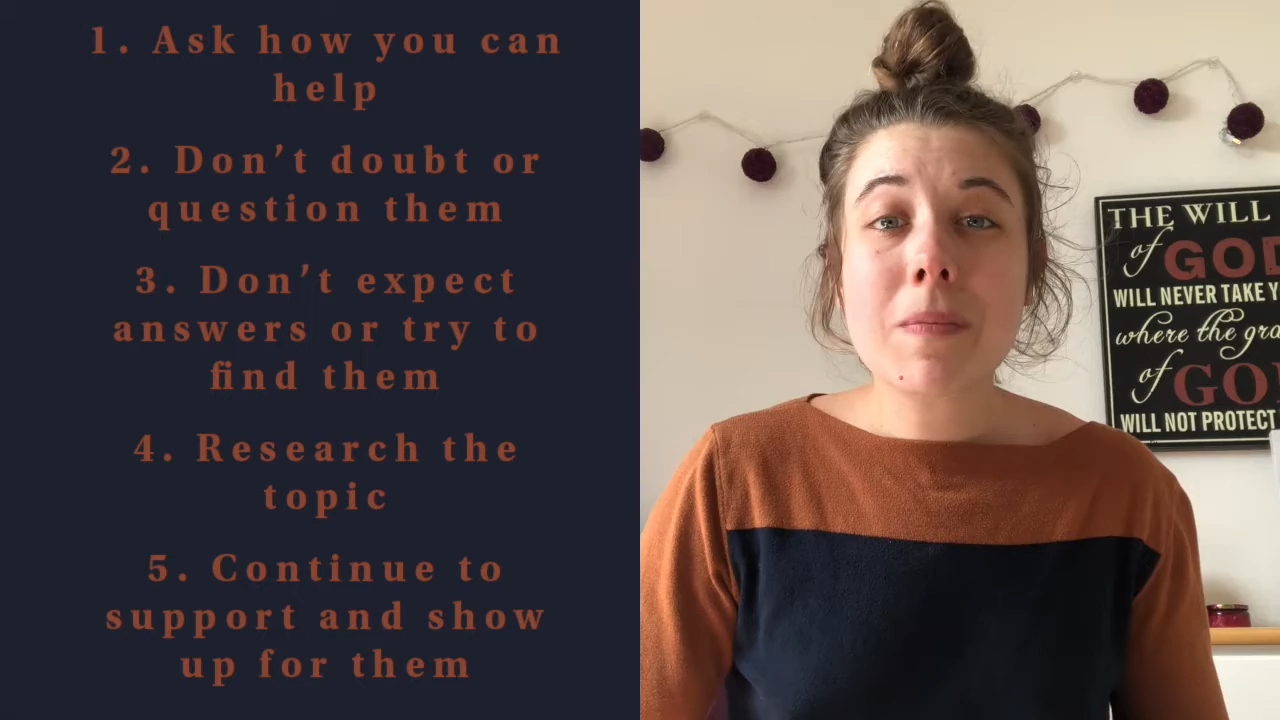 1. Ask how you can
help
2. Don't doubt or
question them
3. Don't expect
answers or try to
find them
4. Research the
topic
5. Continue to
support and show
up for them
THE WILL
of GOD
WILL NEVER TAKE
where the
of GOD
WILL NOT PROTECT